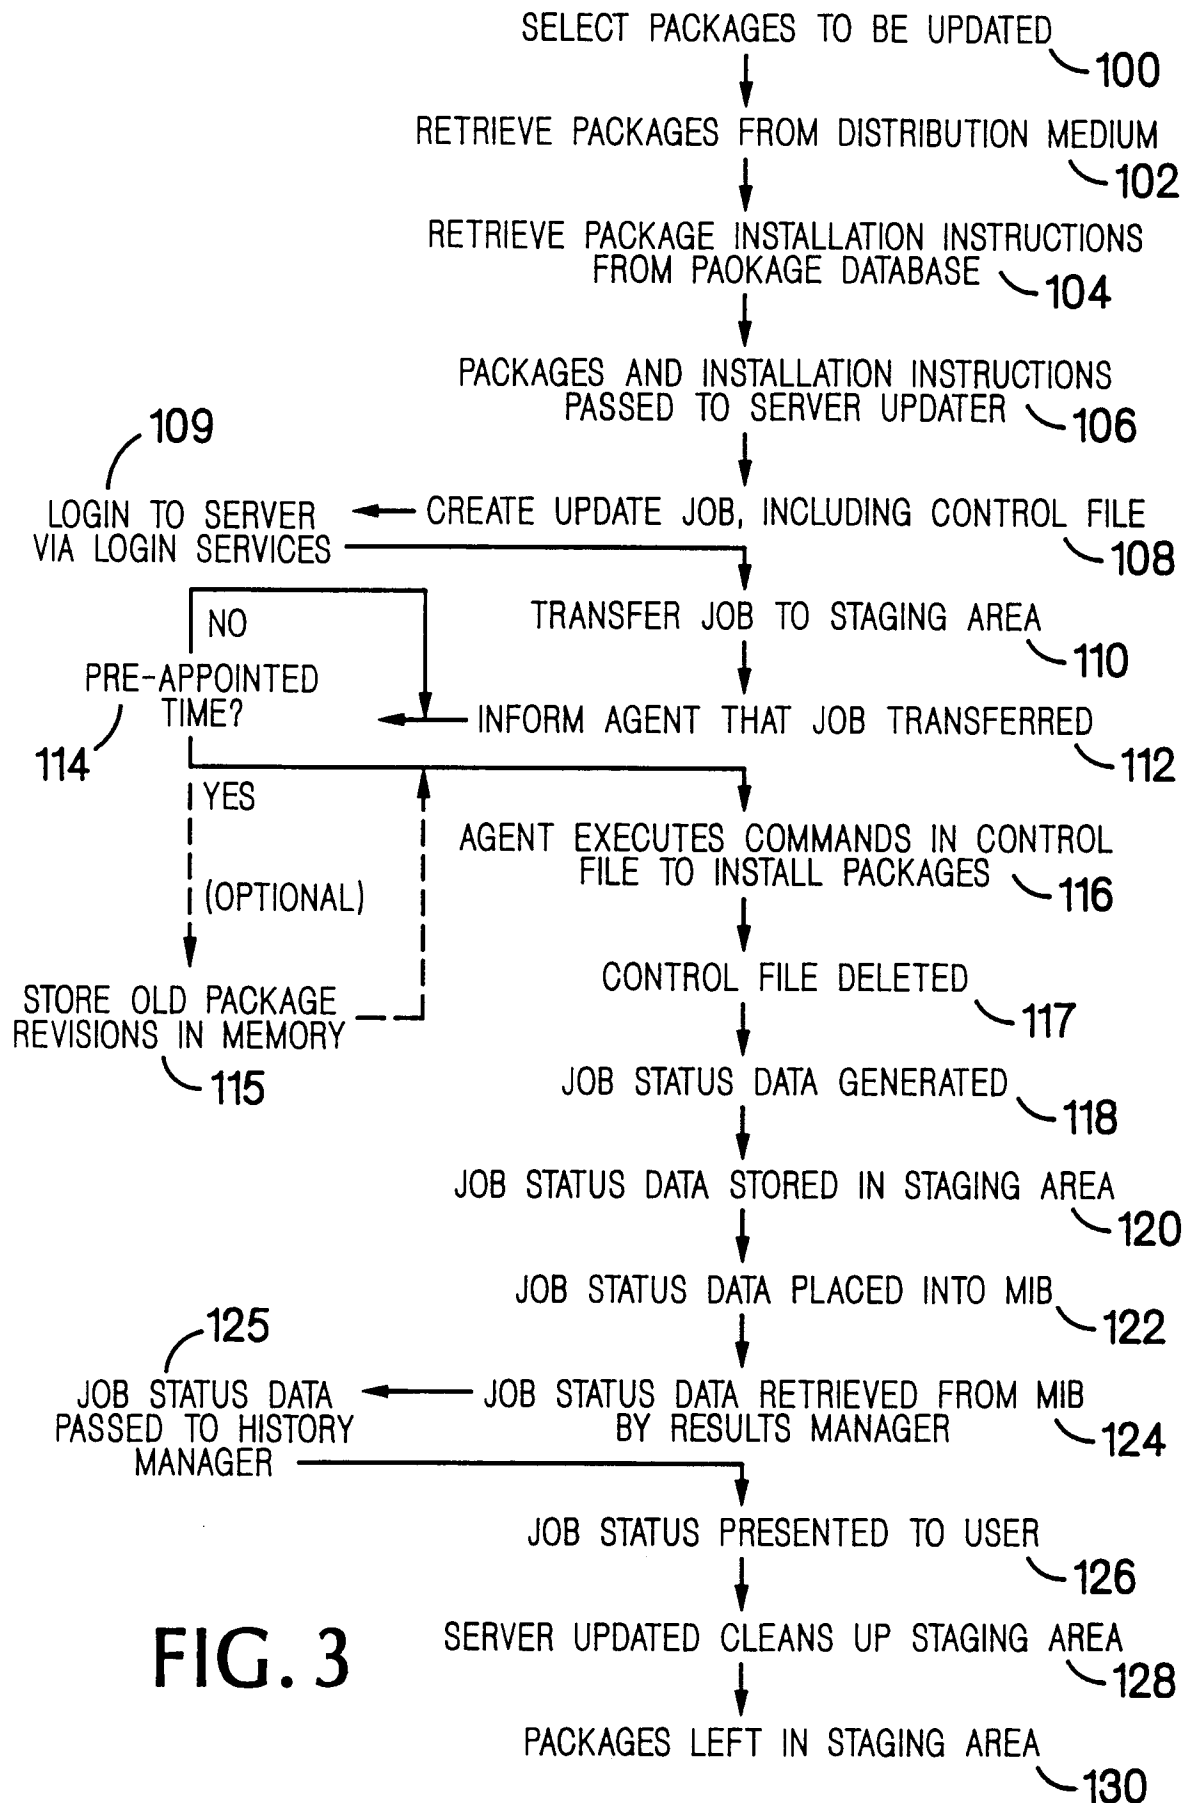 SELECT PACKAGES TO BE UPDATED
100
RETRIEVE PACKAGES FROM DISTRIBUTION MEDIUM
102
RETRIEVE PACKAGE INSTALLATION INSTRUCTIONS
FROM PAOKAGE DATABASE
104
PACKAGES AND INSTALLATION INSTRUCTIONS
PASSED TO SERVER UPDATER
106
109
LOGIN TO SERVER
VIA LOGIN SERVICES
CREATE UPDATE JOB, INCLUDING CONTROL FILE
108
TRANSFER JOB TO STAGING AREA
110
NO
PRE-APPOINTED
TIME?
114
INFORM AGENT THAT JOB TRANSFERRED
112
YES
(OPTIONAL)
STORE OLD PACKAGE
REVISIONS IN MEMORY
115
AGENT EXECUTES COMMANDS IN CONTROL
FILE TO INSTALL PACKAGES
116
CONTROL FILE DELETED
117
JOB STATUS DATA GENERATED
118
JOB STATUS DATA STORED IN STAGING AREA
120
JOB STATUS DATA PLACED INTO MIB
122
JOB STATUS DATA RETRIEVED FROM MIB
BY RESULTS MANAGER
124
125
JOB STATUS DATA
PASSED TO HISTORY
MANAGER
JOB STATUS PRESENTED TO USER
126
SERVER UPDATED CLEANS UP STAGING AREA
128
PACKAGES LEFT IN STAGING AREA
130
FIG. 3